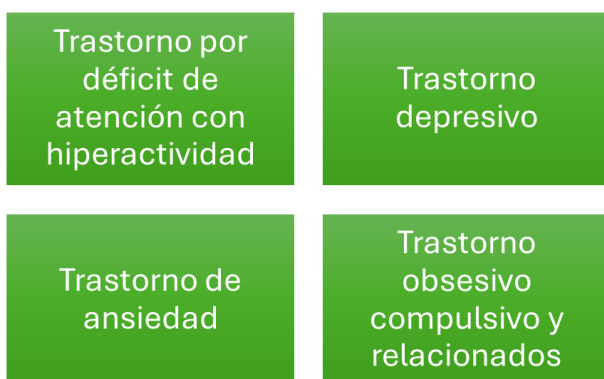 Trastorno por
déficit de
atención con
hiperactividad
Trastorno
depresivo
Trastorno de
ansiedad
Trastorno
obsesivo
compulsivo y
relacionados